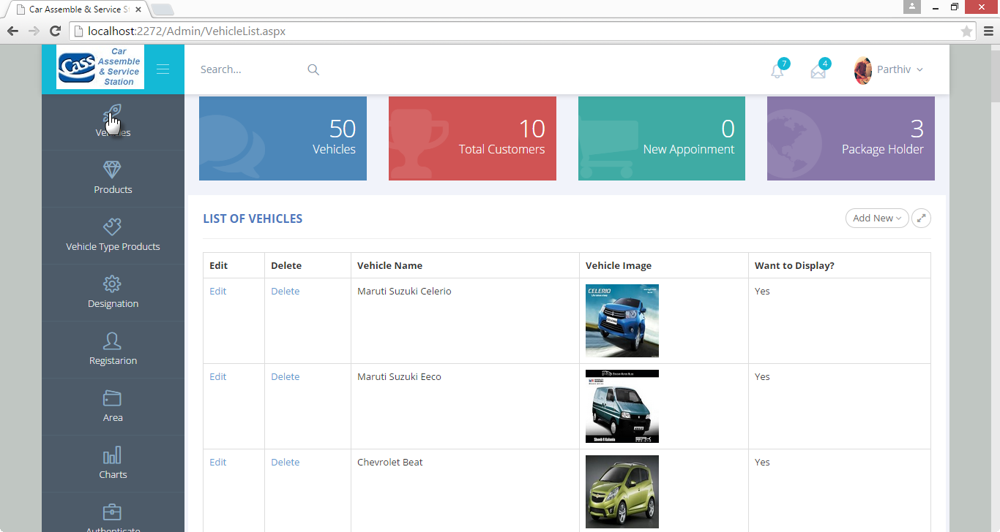 Car Assemble & Service St
localhost:2272/Admin/VehicleList.aspx
Cass
Car
Assemble
& Service
Station
Search...
7
4
Parthiv
Vehicles
Products
Vehicle Type Products
Designation
Registarion
Area
Charts
Authenticate
50
Vehicles
10
Total Customers
0
New Appoinment
3
Package Holder
LIST OF VEHICLES
Add New
Edit Delete Vehicle Name Vehicle Image Want to Display?
Edit Delete Maruti Suzuki Celerio Yes
CELERIO
Edit Delete Maruti Suzuki Eeco Yes
Edit Delete Chevrolet Beat Yes